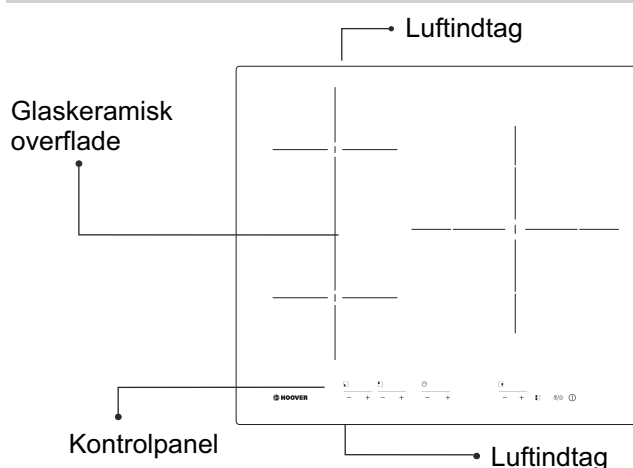 Luftindtag
Glaskeramisk
overflade
HOOVER
− + − + − + − +
Kontrolpanel
Luftindtag